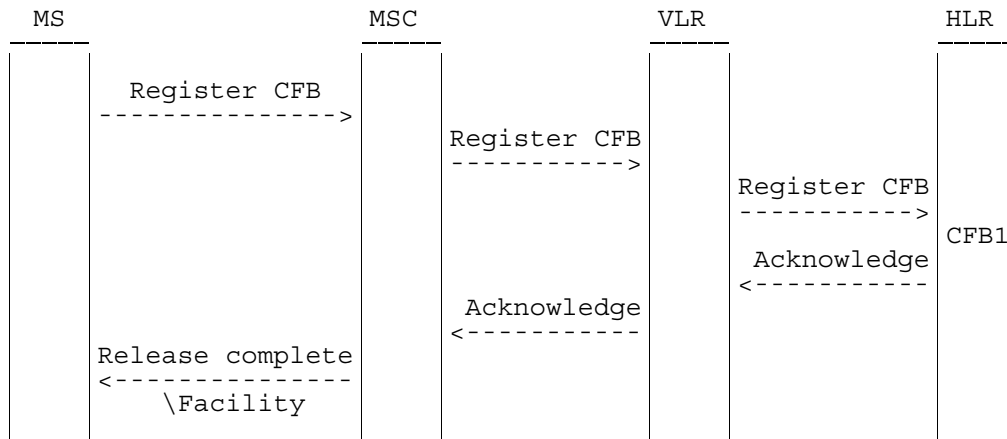 MS MSC VLR HLR
Register CFB
Register CFB
Register CFB
CFB1
Acknowledge
Acknowledge
Release complete
\Facility